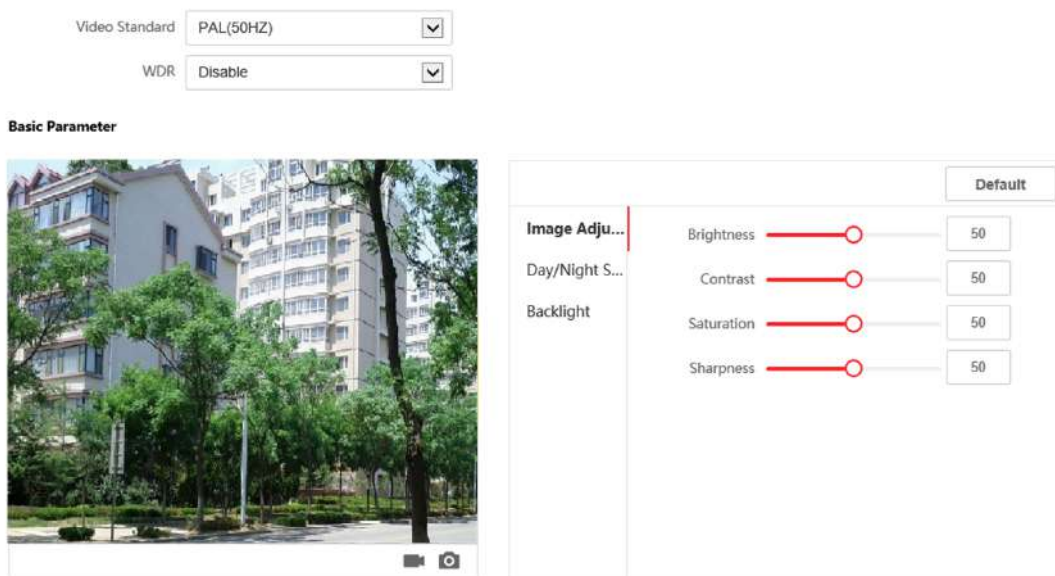 Video Standard PAL(50HZ)
WDR Disable
Basic Parameter
Default
Image Adju...
Day/Night S...
Backlight
Brightness 50
Contrast 50
Saturation 50
Sharpness 50